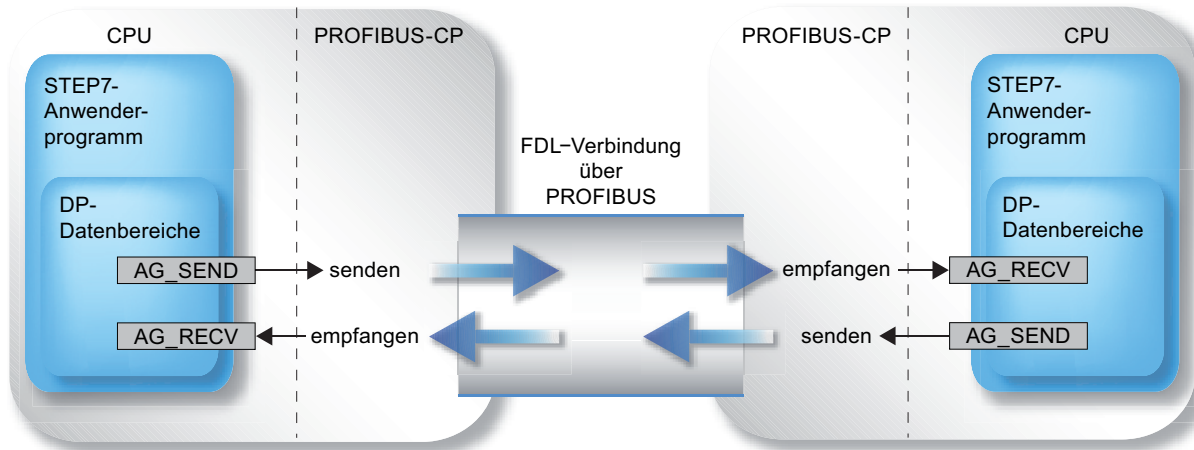 CPU
PROFIBUS-CP
STEP7-
Anwender-
programm
DP-
Datenbereiche
AG_SEND
senden
AG_RECV
empfangen
FDL-Verbindung
über
PROFIBUS
PROFIBUS-CP
CPU
STEP7-
Anwender-
programm
DP-
Datenbereiche
empfangen
AG_RECV
senden
AG_SEND